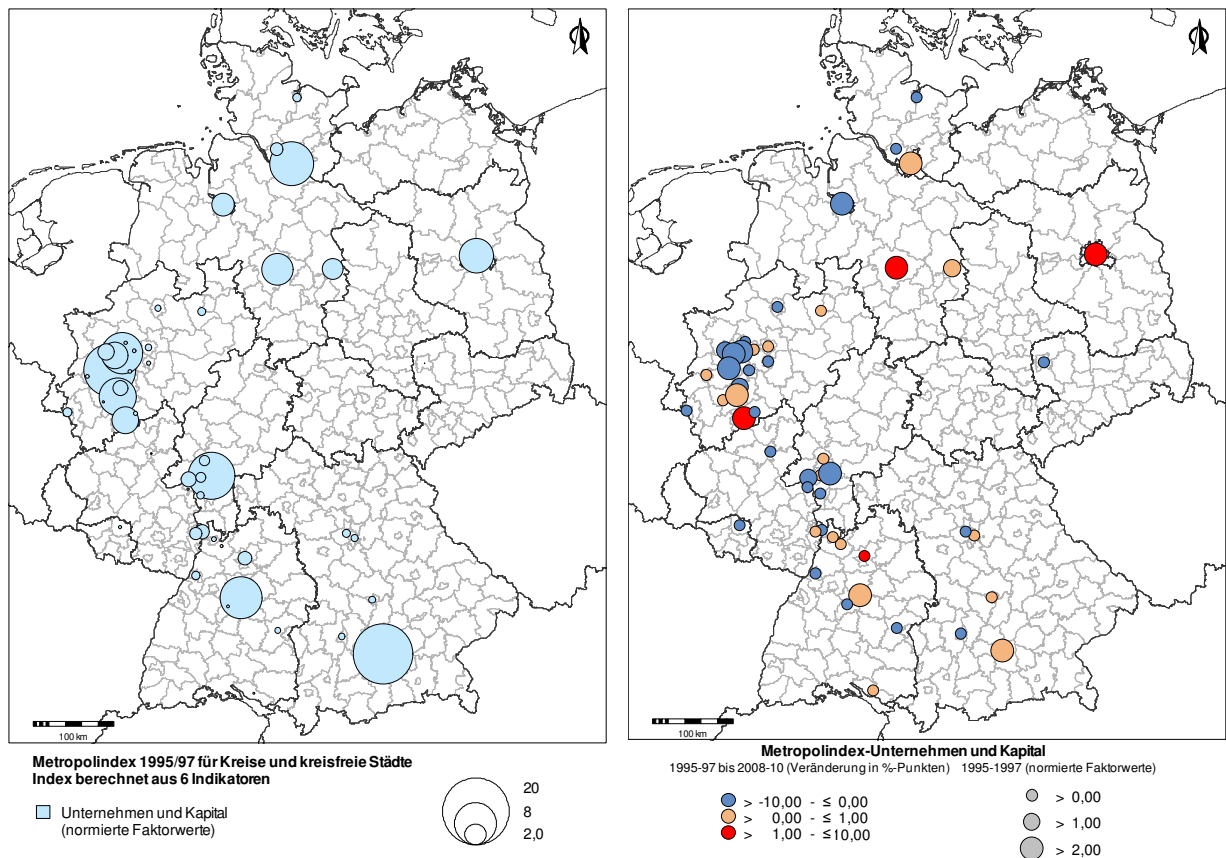 100 km
Metropolindex 1995/97 für Kreise und kreisfreie Städte
Index berechnet aus 6 Indikatoren
Unternehmen und Kapital
(normierte Faktorwerte)
20
8
2,0
100 km
Metropolindex-Unternehmen und Kapital
1995-97 bis 2008-10 (Veränderung in %-Punkten) 1995-1997 (normierte Faktorwerte)
> -10,00 - ≤ 0,00
> 0,00 - ≤ 1,00
> 1,00 - ≤10,00
> 0,00
> 1,00
> 2,00